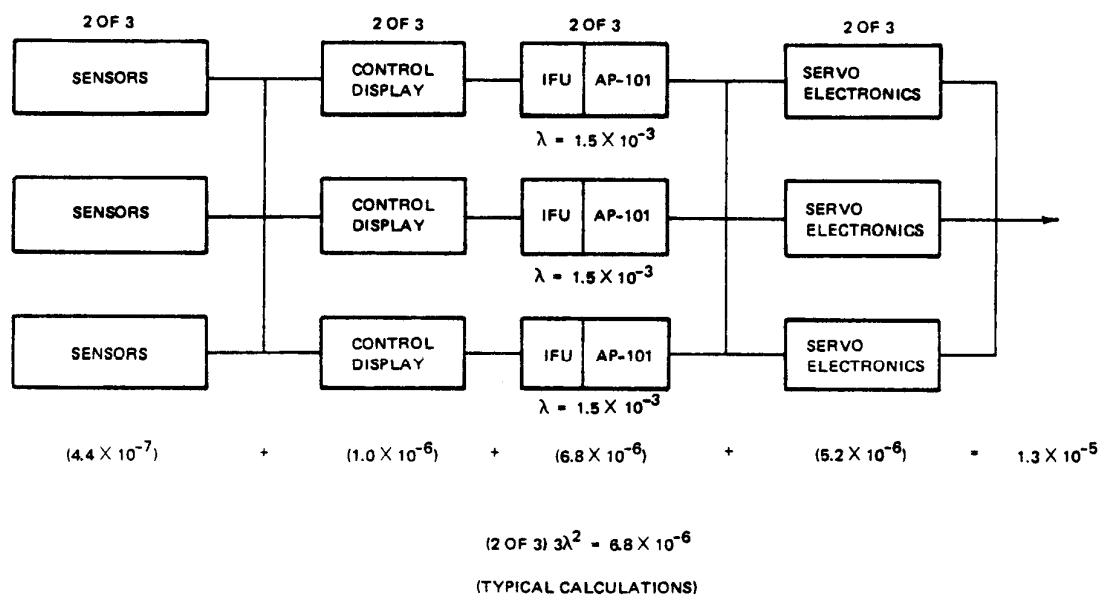 2 OF 3 2 OF 3 2 OF 3 2 OF 3
SENSORS
CONTROL
DISPLAY
IFU AP-101
SERVO
ELECTRONICS
λ = 1.5 × 10⁻³
SENSORS
CONTROL
DISPLAY
IFU AP-101
SERVO
ELECTRONICS
λ = 1.5 × 10⁻³
SENSORS
CONTROL
DISPLAY
IFU AP-101
SERVO
ELECTRONICS
λ = 1.5 × 10⁻³
(4.4 × 10⁻⁷) + (1.0 × 10⁻⁶) + (6.8 × 10⁻⁶) + (5.2 × 10⁻⁶) = 1.3 × 10⁻⁵
(2 OF 3) 3λ² = 6.8 × 10⁻⁶
(TYPICAL CALCULATIONS)